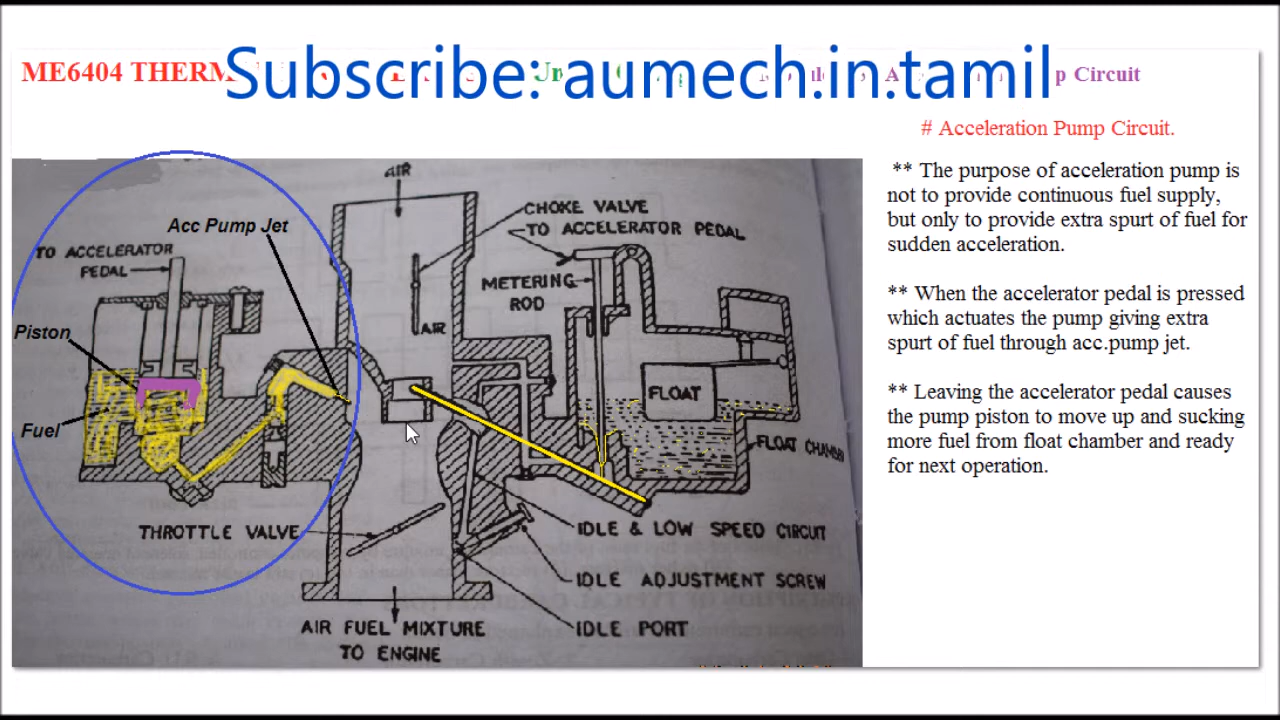 Subscribe: aumech.in.tamil
ME6404 THERM
Circuit
# Acceleration Pump Circuit.
** The purpose of acceleration pump is
not to provide continuous fuel supply,
but only to provide extra spurt of fuel for
sudden acceleration.
** When the accelerator pedal is pressed
which actuates the pump giving extra
spurt of fuel through acc.pump jet.
** Leaving the accelerator pedal causes
the pump piston to move up and sucking
more fuel from float chamber and ready
for next operation.
AIR
CHOKE VALVE
TO ACCELERATOR PEDAL
Acc Pump Jet
TO ACCELERATOR
PEDAL
METERING
ROD
AIR
Piston
FLOAT
Fuel
FLOAT CHAMBER
THROTTLE VALVE
IDLE & LOW SPEED CIRCUIT
IDLE ADJUSTMENT SCREW
IDLE PORT
AIR FUEL MIXTURE
TO ENGINE